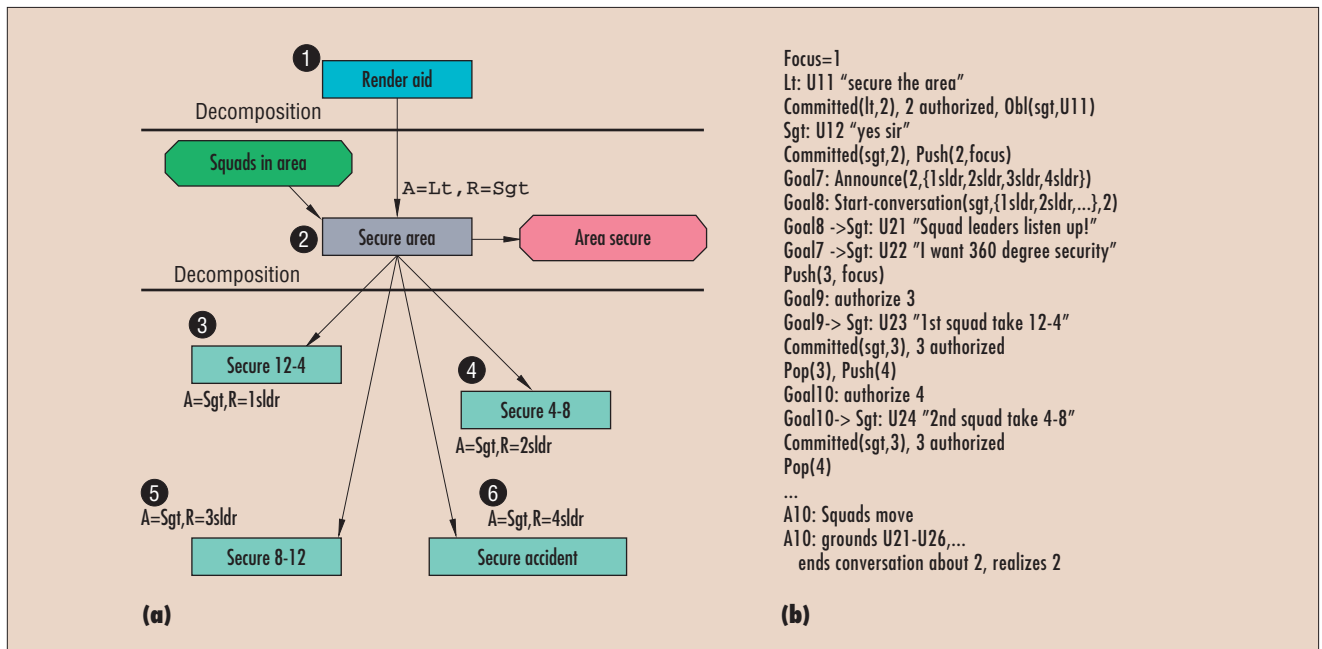 1
Render aid
Decomposition
Squads in area
A=Lt,R=Sgt
2
Secure area
Area secure
Decomposition
3
Secure 12-4
A=Sgt,R=1sldr
4
Secure 4-8
A=Sgt,R=2sldr
5
A=Sgt,R=3sldr
Secure 8-12
6
A=Sgt,R=4sldr
Secure accident
(a)
Focus=1
Lt: U11 “secure the area”
Committed(lt,2), 2 authorized, Obl(sgt,U11)
Sgt: U12 “yes sir”
Committed(sgt,2), Push(2,focus)
Goal7: Announce(2,{1sldr,2sldr,3sldr,4sldr})
Goal8: Start-conversation(sgt,{1sldr,2sldr,...},2)
Goal8 ->Sgt: U21 "Squad leaders listen up!”
Goal7 ->Sgt: U22 "I want 360 degree security”
Push(3, focus)
Goal9: authorize 3
Goal9-> Sgt: U23 "1st squad take 12-4”
Committed(sgt,3), 3 authorized
Pop(3), Push(4)
Goal10: authorize 4
Goal10-> Sgt: U24 "2nd squad take 4-8”
Committed(sgt,3), 3 authorized
Pop(4)
...
A10: Squads move
A10: grounds U21-U26,...
ends conversation about 2, realizes 2
(b)